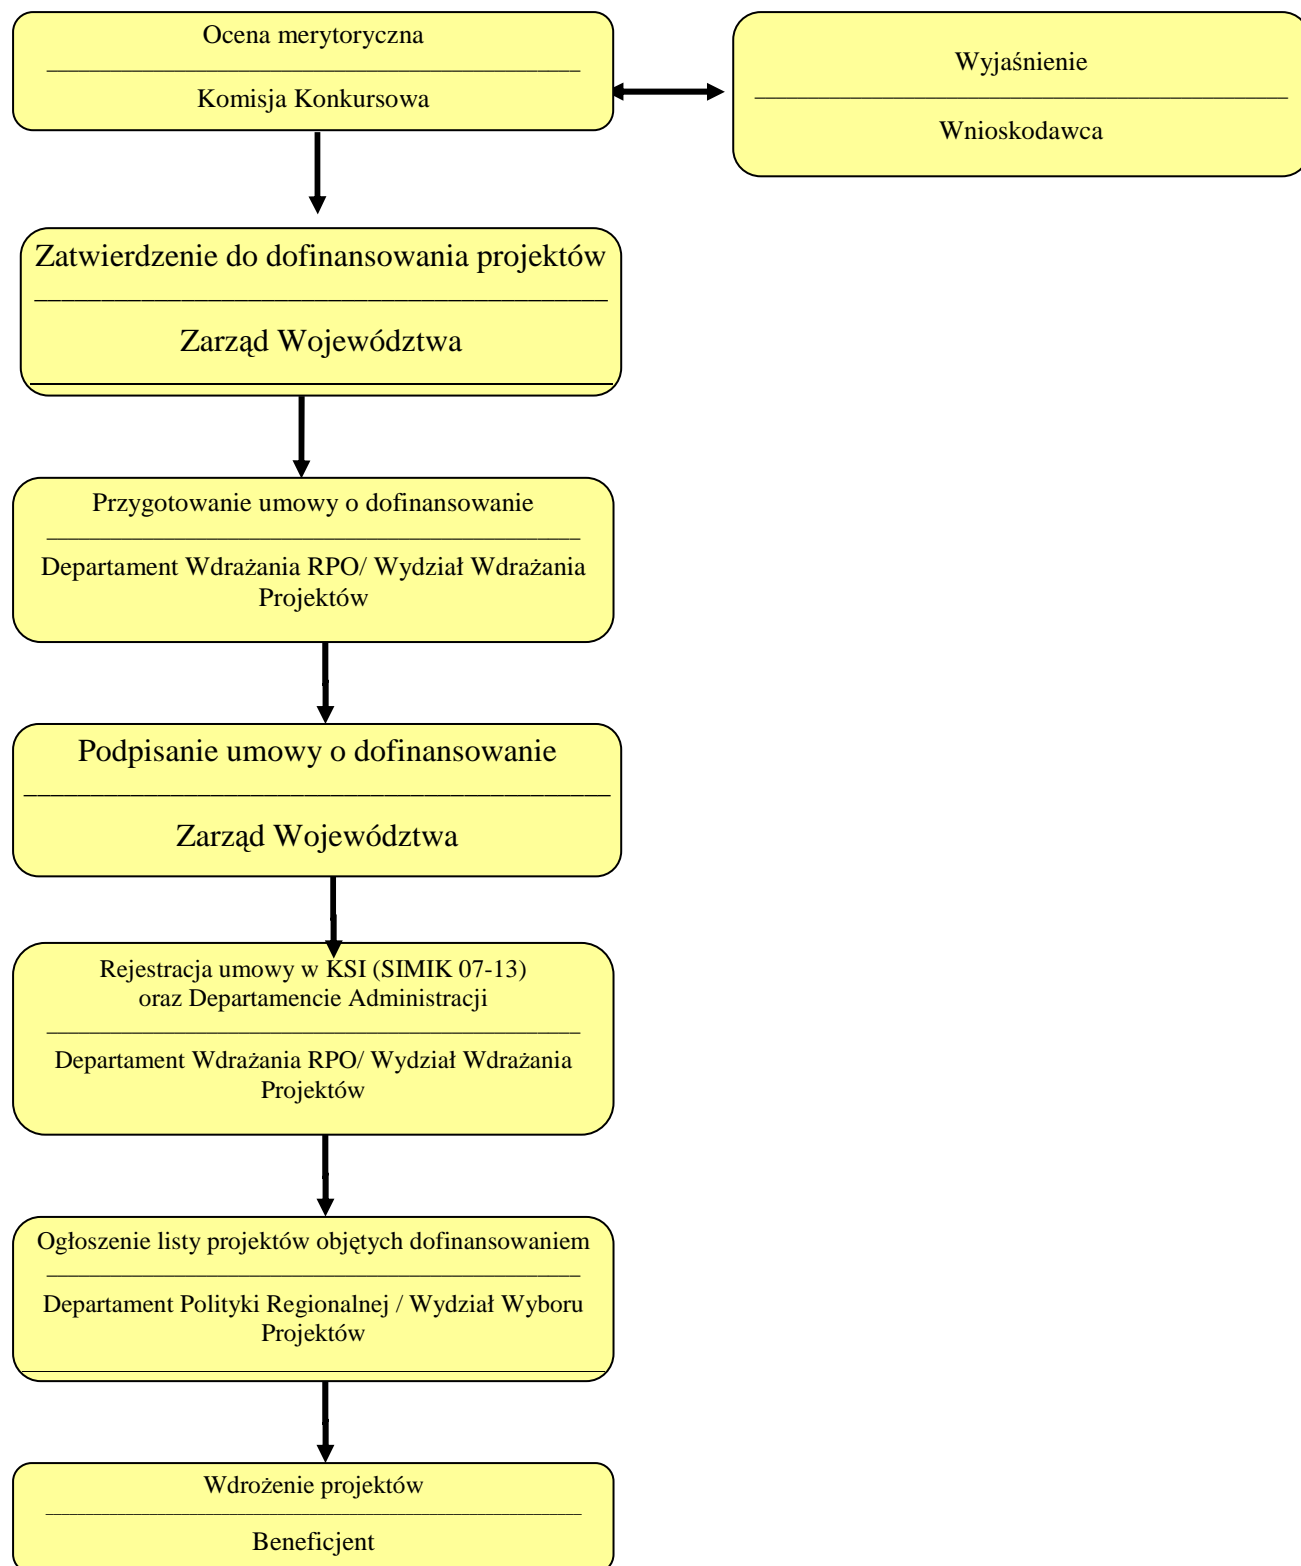 Ocena merytoryczna
Komisja Konkursowa
Wyjaśnienie
Wnioskodawca
Zatwierdzenie do dofinansowania projektów
Zarząd Województwa
Przygotowanie umowy o dofinansowanie
Departament Wdrażania RPO/ Wydział Wdrażania
Projektów
Podpisanie umowy o dofinansowanie
Zarząd Województwa
Rejestracja umowy w KSI (SIMIK 07-13)
oraz Departamencie Administracji
Departament Wdrażania RPO/ Wydział Wdrażania
Projektów
Ogłoszenie listy projektów objętych dofinansowaniem
Departament Polityki Regionalnej / Wydział Wyboru
Projektów
Wdrożenie projektów
Beneficjent